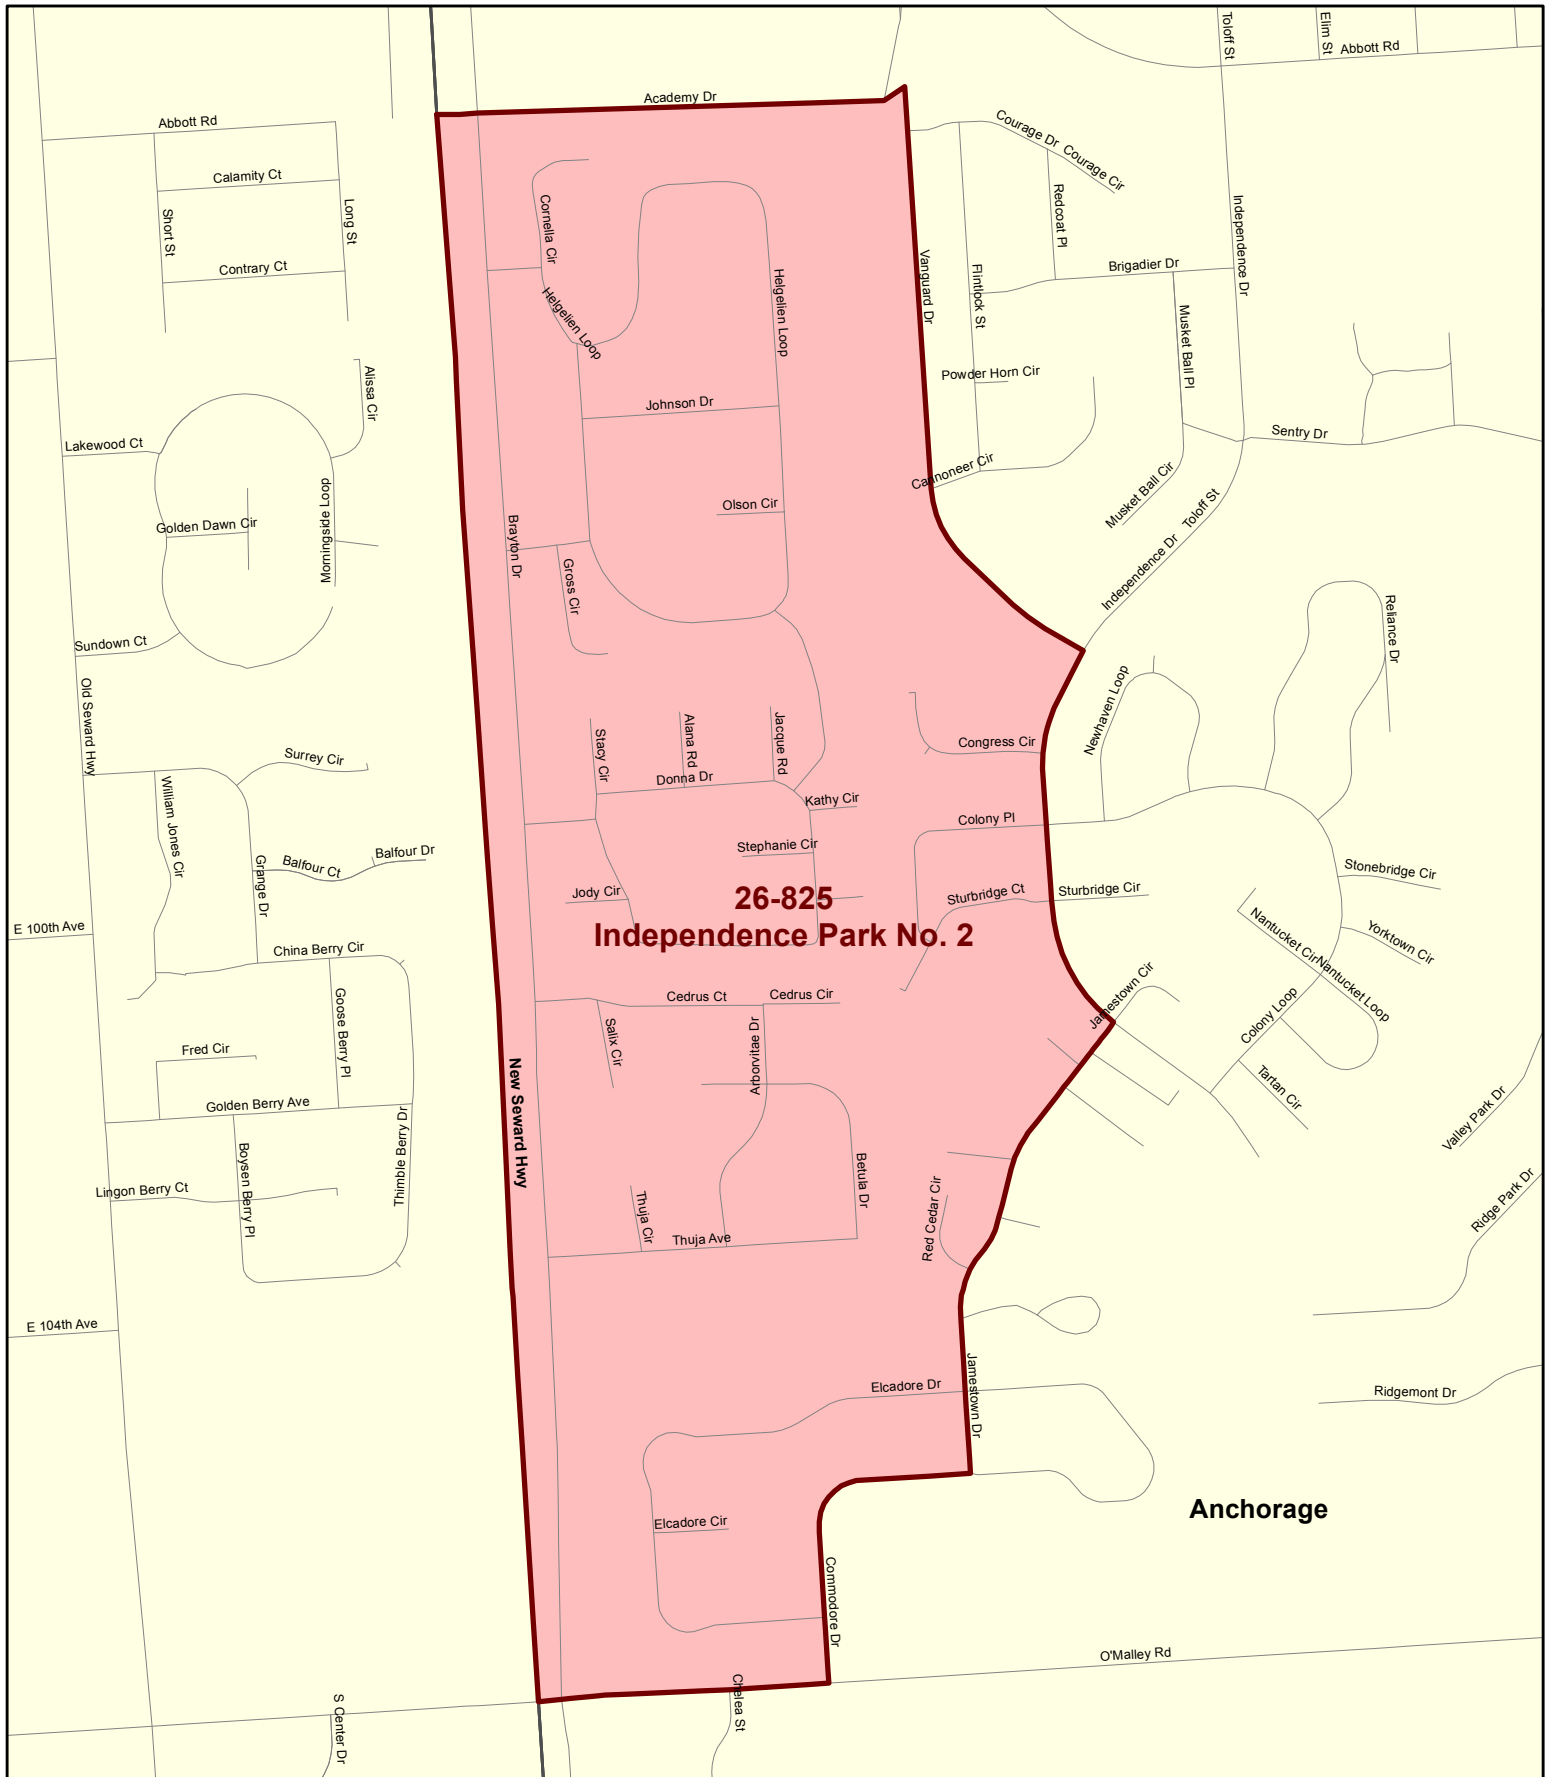 Toloff St
Elim St
Abbott Rd
Academy Dr
Abbott Rd
Courage Dr
Courage Cir
Calamity Ct
Short St
Long St
Cornelia Cir
Redcoat Pl
Independence Dr
Contrary Ct
Helgelien Loop
Helgelien Loop
Vanguard Dr
Flintlock St
Brigadier Dr
Musket Ball Pl
Alissa Cir
Powder Horn Cir
Johnson Dr
Lakewood Ct
Sentry Dr
Cannoneer Cir
Musket Ball Cir
Toloff St
Morningside Loop
Golden Dawn Cir
Olson Cir
Brayton Dr
Gross Cir
Independence Dr
Sundown Ct
Reliance Dr
Old Seward Hwy
Newhaven Loop
Stacy Cir
Alana Rd
Jacque Rd
Congress Cir
Surrey Cir
Donna Dr
William Jones Cir
Kathy Cir
Colony Pl
Stephanie Cir
Balfour Ct
Balfour Dr
Grange Dr
Stonebridge Cir
Jody Cir
Sturbridge Ct
Sturbridge Cir
26-825
Independence Park No. 2
E 100th Ave
Nantucket Cir
Yorktown Cir
China Berry Cir
Nantucket Loop
Cedrus Ct
Cedrus Cir
Jamestown Cir
Goose Berry Pl
Salix Cir
Arborvitae Dr
Colony Loop
Fred Cir
Tartan Cir
New Seward Hwy
Golden Berry Ave
Valley Park Dr
Boysen Berry Pl
Thimble Berry Dr
Lingon Berry Ct
Betula Dr
Thuja Cir
Red Cedar Cir
Ridge Park Dr
Thuja Ave
E 104th Ave
Jamestown Dr
Elcadore Dr
Ridgemont Dr
Anchorage
Elcadore Cir
Commodore Dr
O'Malley Rd
Chelea St
S Center Dr